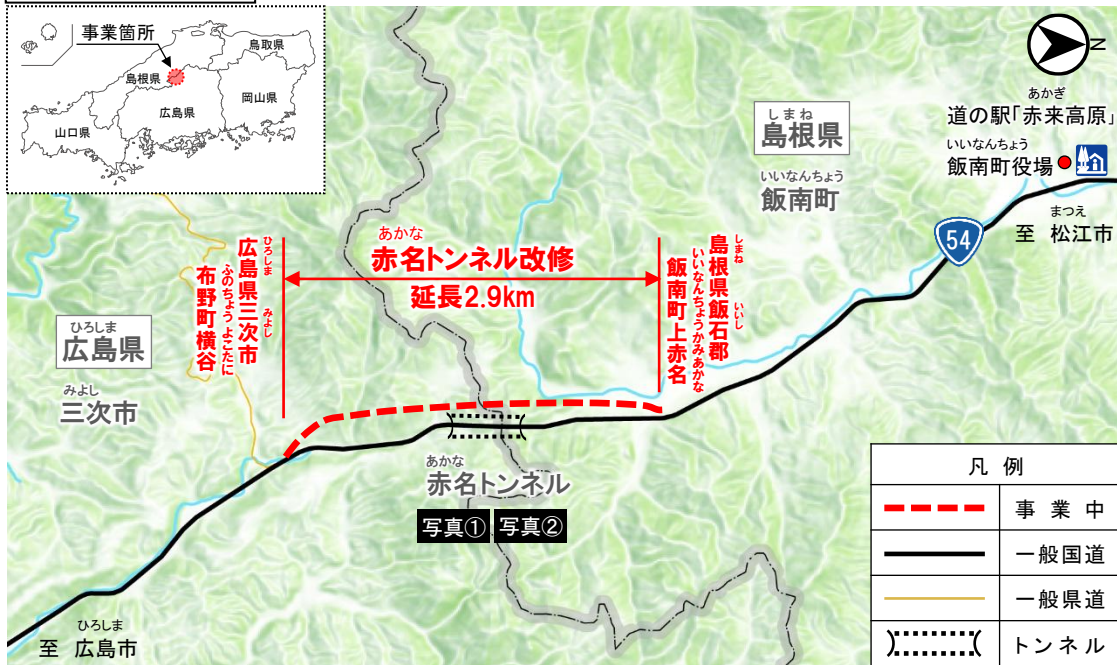 事業箇所
鳥取県
島根県
岡山県
広島県
山口県
N
あかぎ
道の駅「赤来高原」
いいなんちょう
飯南町役場
まつえ
至 松江市
54
しまね
島根県
いいなんちょう
飯南町
あかな
赤名トンネル改修
延長2.9km
ひろしま みよし
広島県三次市
ふのちょう よこたに
布野町横谷
しまね いいし
島根県飯石郡
いいなんちょうかみあかな
飯南町上赤名
ひろしま
広島県
みよし
三次市
あかな
赤名トンネル
写真① 写真②
ひろしま
至 広島市
凡 例
事 業 中
一般国道
一般県道
トンネル